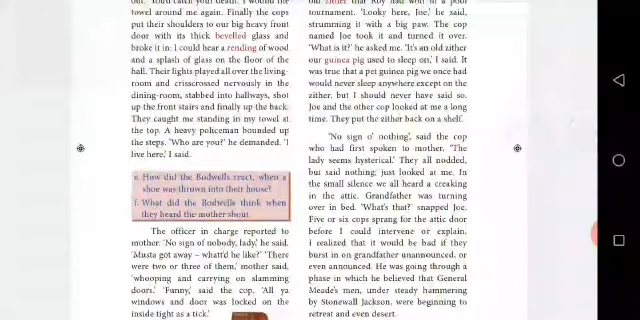 out. You'd catch your death.' I wound the
towel around me again. Finally the cops
put their shoulders to our big heavy front
door with its thick bevelled glass and
broke it in: I could hear a rending of wood
and a splash of glass on the floor of the
hall. Their lights played all over the living-
room and crisscrossed nervously in the
dining-room, stabbed into hallways, shot
up the front stairs and finally up the back.
They caught me standing in my towel at
the top. A heavy policeman bounded up
the steps. 'Who are you?' he demanded. 'I
live here,' I said.
e. How did the Bodwells react, when a
shoe was thrown into their house?
f. What did the Bodwells think when
they heard the mother shout.
The officer in charge reported to
mother. 'No sign of nobody, lady,' he said.
'Musta got away – whatt'd he like?' 'There
were two or three of them,' mother said,
'whooping and carrying on slamming
doors.' 'Funny,' said the cop. 'All ya
windows and door was locked on the
inside tight as a tick.'
old zither that Roy had won in a pool
tournament. 'Looky here, Joe,' he said,
strumming it with a big paw. The cop
named Joe took it and turned it over.
'What is it?' he asked me. 'It's an old zither
our guinea pig used to sleep on,' I said. It
was true that a pet guinea pig we once had
would never sleep anywhere except on the
zither, but I should never have said so.
Joe and the other cop looked at me a long
time. They put the zither back on a shelf.
'No sign o' nothing', said the cop
who had first spoken to mother. 'The
lady seems hysterical.' They all nodded,
but said nothing; just looked at me. In
the small silence we all heard a creaking
in the attic. Grandfather was turning
over in bed. 'What's that?' snapped Joe.
Five or six cops sprang for the attic door
before I could intervene or explain.
I realized that it would be bad if they
burst in on grandfather unannounced, or
even announced. He was going through a
phase in which he believed that General
Meade's men, under steady hammering
by Stonewall Jackson, were beginning to
retreat and even desert.